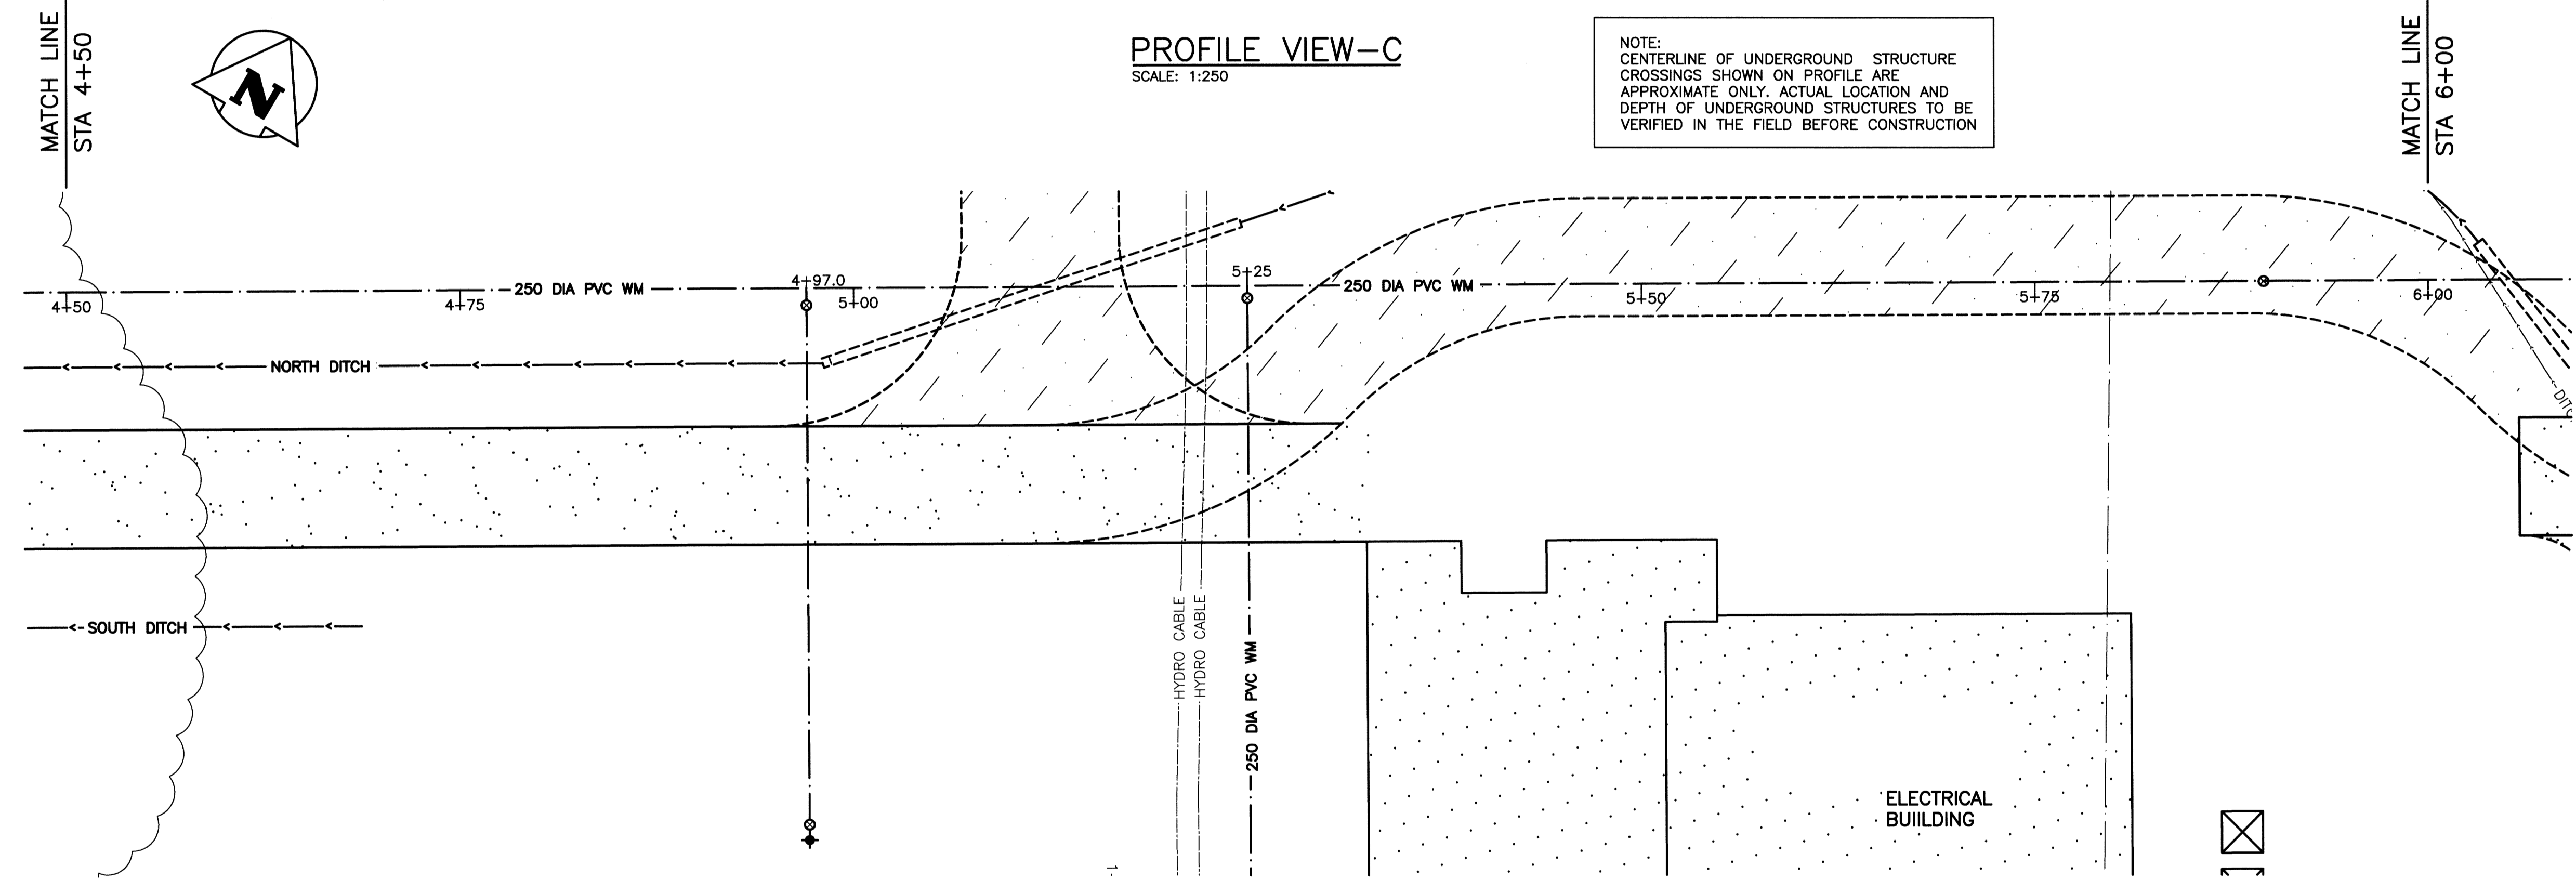 MATCH LINE
STA 4+50
N
PROFILE VIEW-C
SCALE: 1:250
NOTE:
CENTERLINE OF UNDERGROUND STRUCTURE
CROSSINGS SHOWN ON PROFILE ARE
APPROXIMATE ONLY. ACTUAL LOCATION AND
DEPTH OF UNDERGROUND STRUCTURES TO BE
VERIFIED IN THE FIELD BEFORE CONSTRUCTION
MATCH LINE
STA 6+00
4+50
250 DIA PVC WM
4+75
4+97.0
5+00
5+25
250 DIA PVC WM
5+50
5+75
6+00
NORTH DITCH
SOUTH DITCH
HYDRO CABLE
HYDRO CABLE
250 DIA PVC WM
ELECTRICAL
BUIILDING